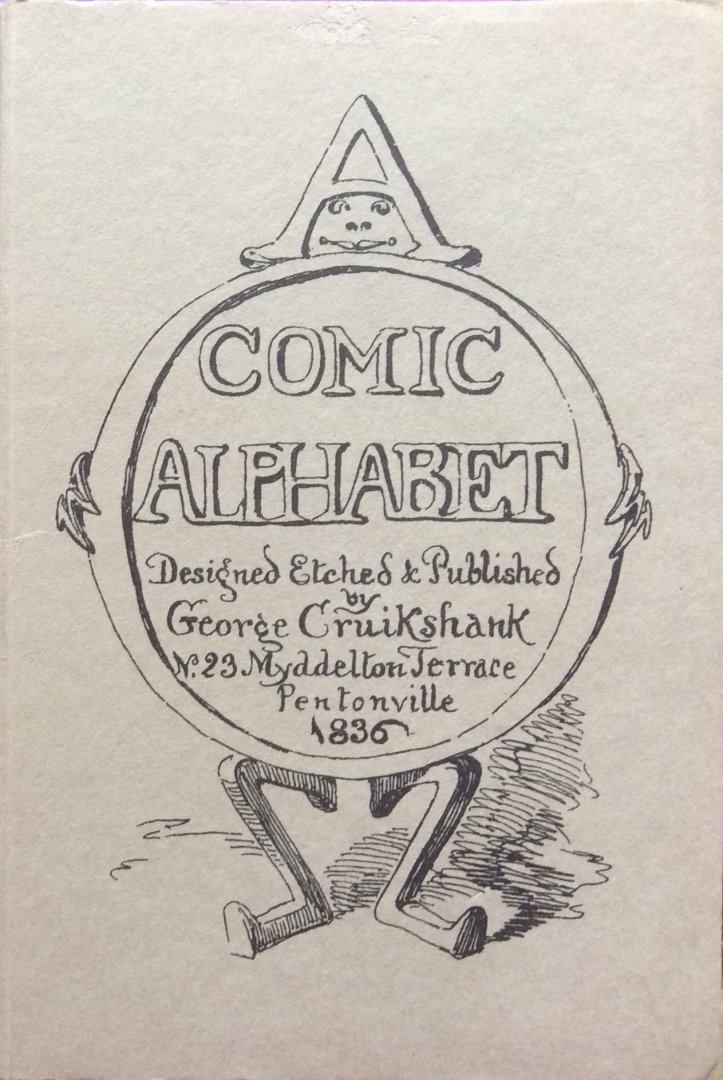 A
COMIC
ALPHABET
Designed Etched & Published
by
George Cruikshank
No. 23 Myddelton Terrace
Pentonville
1836